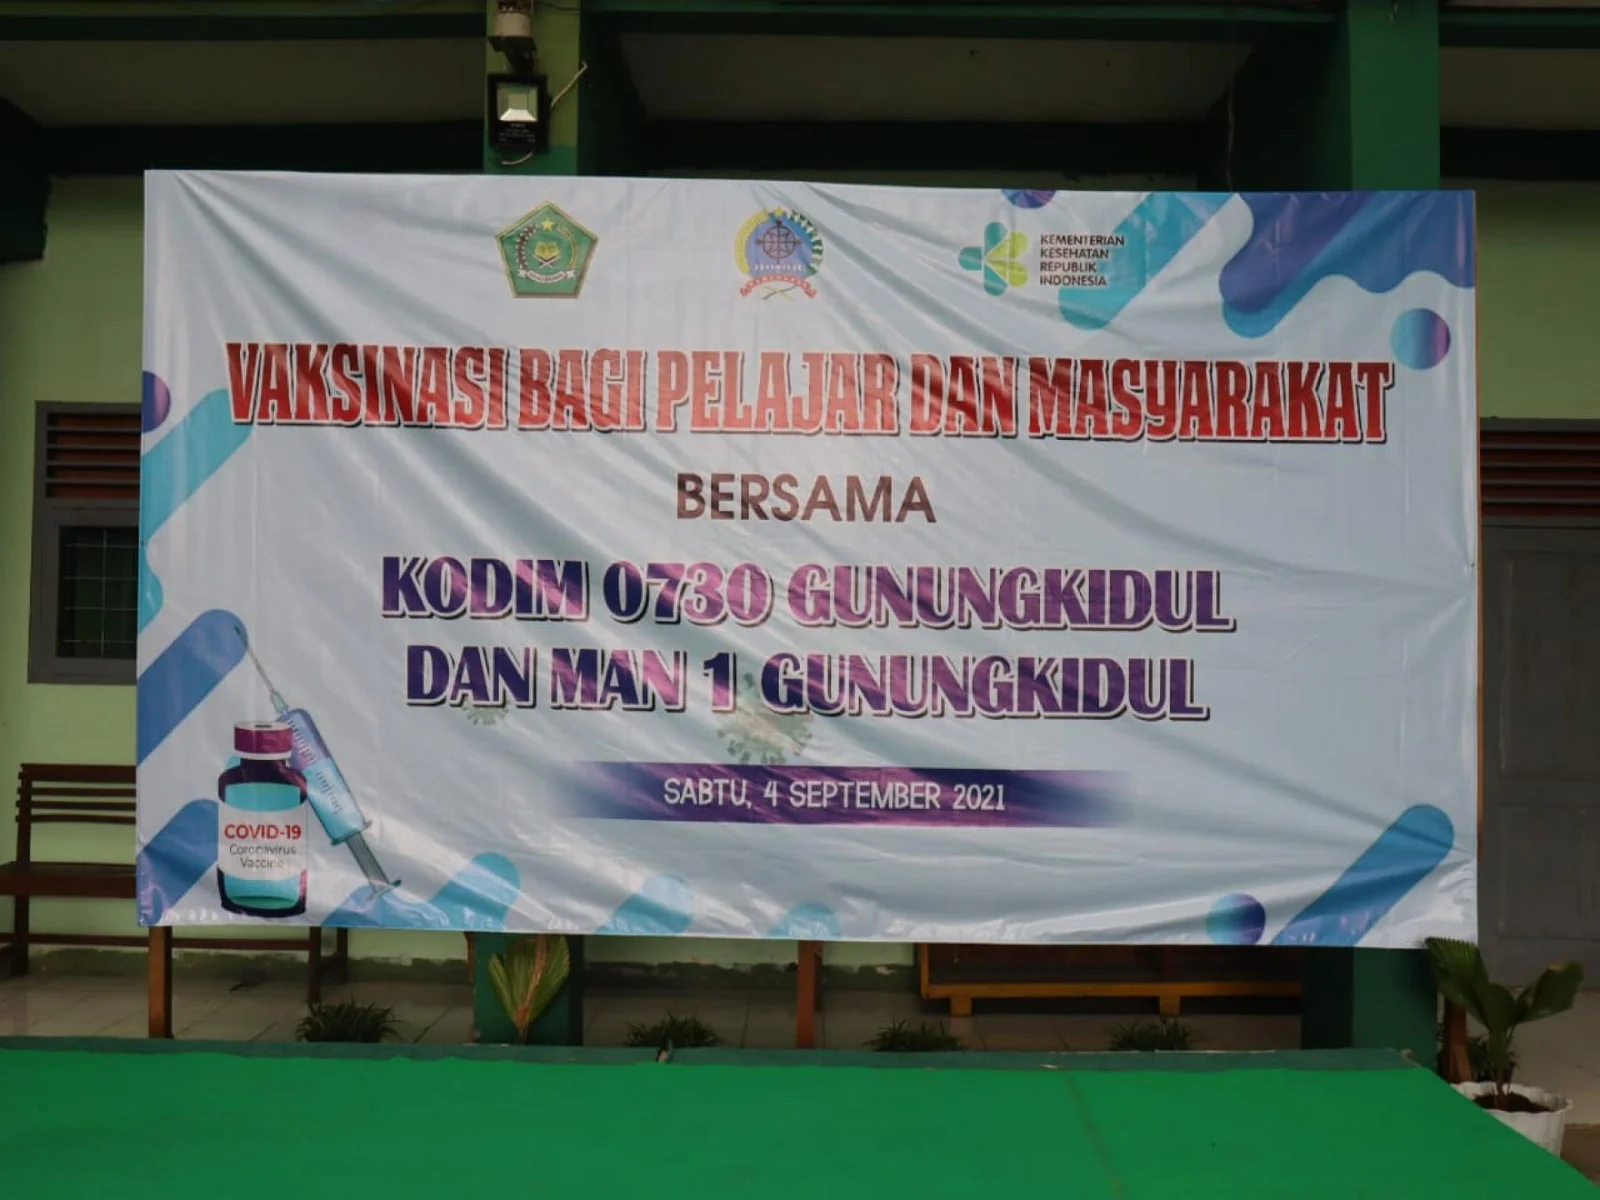 KEMENTERIAN
KESEHATAN
REPUBLIK
INDONESIA
VAKSINASI BAGI PELAJAR DAN MASYARAKAT
BERSAMA
KODIM 0730 GUNUNGKIDUL
DAN MAN 1 GUNUNGKIDUL
SABTU, 4 SEPTEMBER 2021
COVID-19
Coronavirus
Vaccine